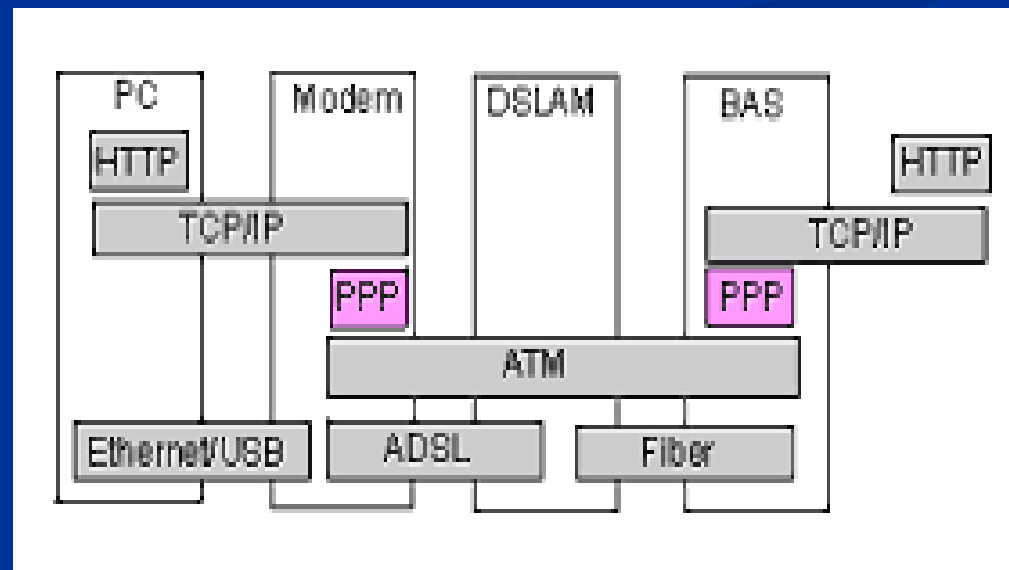 PC
Modem
DSLAM
BAS
HTTP
HTTP
TCP/IP
TCP/IP
PPP
PPP
ATM
Ethernet/USB
ADSL
Fiber